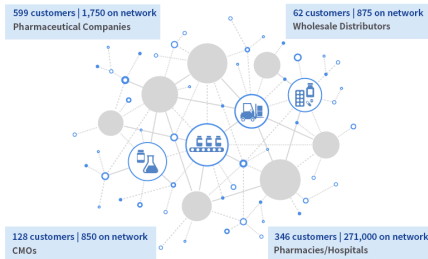 599 customers | 1,750 on network
Pharmaceutical Companies
62 customers | 875 on network
Wholesale Distributors
128 customers | 850 on network
CMOs
346 customers | 271,000 on network
Pharmacies/Hospitals